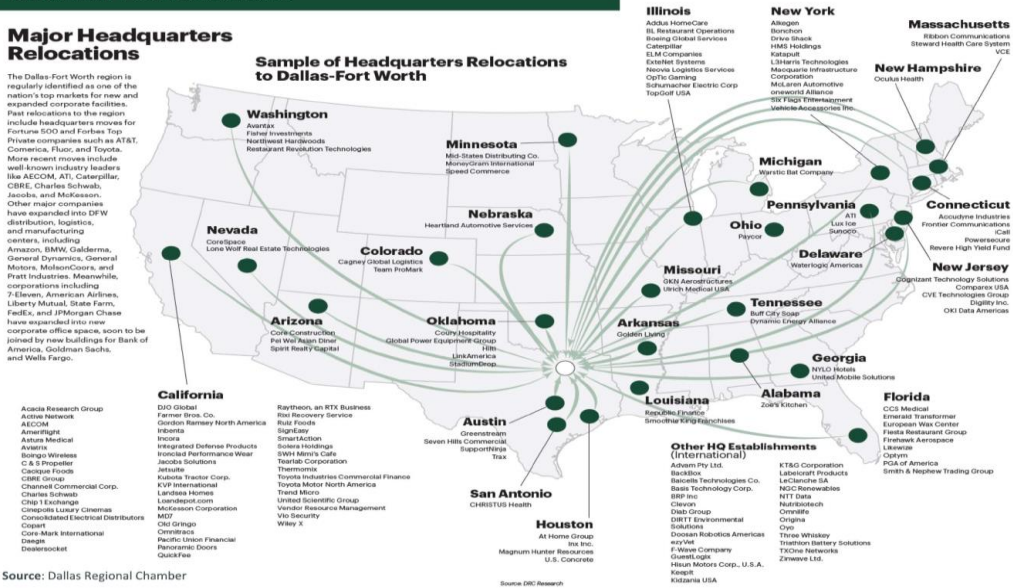 Major Headquarters
Relocations
The Dallas-Fort Worth region is
regularly identified as one of the
nation's top markets for new and
expanded corporate facilities.
Past relocations to the region
include headquarters moves for
Fortune 500 and Forbes Top
Private companies such as AT&T,
Comerica, Fluor, and Toyota.
More recent moves include
well-known industry leaders
like AECOM, ATI, Caterpillar,
CBRE, Charles Schwab,
Jacobs, and McKesson.
Other major companies
have expanded into DFW
distribution, logistics,
and manufacturing
centers, including
Amazon, BMW, Galderma,
General Dynamics, General
Motors, MolsonCoors, and
Pratt Industries. Meanwhile,
corporations including
7-Eleven, American Airlines,
Liberty Mutual, State Farm,
FedEx, and JPMorgan Chase
have expanded into new
corporate office space, soon to be
joined by new buildings for Bank of
America, Goldman Sachs,
and Wells Fargo.
Sample of Headquarters Relocations
to Dallas-Fort Worth
Washington
Avantax
Fisher Investments
Northwest Hardwoods
Restaurant Revolution Technologies
Minnesota
Mid-States Distributing Co.
MoneyGram International
Speed Commerce
Illinois
Addus HomeCare
BL Restaurant Operations
Boeing Global Services
Caterpillar
ELM Companies
ExteNet Systems
Neovia Logistics Services
OpTic Gaming
Schumacher Electric Corp
TopGolf USA
New York
Alkegen
Bonchon
Drive Shack
HMS Holdings
Katapult
L3Harris Technologies
Macquarie Infrastructure
Corporation
McLaren Automotive
oneworld Alliance
Six Flags Entertainment
Vehicle Accessories Inc.
Massachusetts
Ribbon Communications
Steward Health Care System
VCE
New Hampshire
Oculus Health
Michigan
Warstic Bat Company
Pennsylvania
ATI
Lux Ice
Sunoco
Connecticut
Accudyne Industries
Frontier Communications
Cail
Powersecure
Revere High Yield Fund
Ohio
Paycor
Delaware
Waterlogic Americas
New Jersey
Cognizant Technology Solutions
Comparex USA
CVE Technologies Group
Digility Inc.
OKI Data Americas
Nebraska
Heartland Automotive Services
Nevada
CoreSpace
Lone Wolf Real Estate Technologies
Colorado
Cagney Global Logistics
Team ProMark
Missouri
GKN Aerostructures
Ulrich Medical USA
Tennessee
Buff City Soap
Dynamic Energy Alliance
Arizona
Core Construction
Pei Wei Asian Diner
Spirit Realty Capital
Oklahoma
Coury Hospitality
Global Power Equipment Group
Hilti
LinkAmerica
StadiumDrop
Arkansas
Golden Living
Georgia
NYLO Hotels
United Mobile Solutions
Alabama
Zoe's Kitchen
Louisiana
Republic Finance
Smoothie King Franchises
Florida
CCS Medical
Emerald Transformer
European Wax Center
Fiesta Restaurant Group
Firehawk Aerospace
Likewize
Optym
PGA of America
Smith & Nephew Trading Group
Austin
Greenstream
Seven Hills Commercial
SupportNinja
Trax
San Antonio
CHRISTUS Health
Houston
At Home Group
Inx Inc.
Magnum Hunter Resources
U.S. Concrete
California
Acacia Research Group
Active Network
AECOM
Ameriflight
Astura Medical
Aviatrix
Boingo Wireless
C & S Propeller
Cacique Foods
CBRE Group
Channell Commercial Corp.
Charles Schwab
Chip 1 Exchange
Cinepolis Luxury Cinemas
Consolidated Electrical Distributors
Copart
Core-Mark International
Daegis
Dealersocket
DJO Global
Farmer Bros. Co.
Gordon Ramsey North America
Inbenta
Incora
Integrated Defense Products
Ironclad Performance Wear
Jacobs Solutions
Jetsuite
Kubota Tractor Corp.
KVP International
Landsea Homes
Loandepot.com
McKesson Corporation
MD7
Old Gringo
Omnitracs
Pacific Union Financial
Panoramic Doors
QuickFee
Raytheon, an RTX Business
Rixi Recovery Service
Ruiz Foods
SignEasy
SmartAction
Solera Holdings
SWH Mimi's Cafe
Tearlab Corporation
Thermomix
Toyota Industries Commercial Finance
Toyota Motor North America
Trend Micro
United Scientific Group
Vendor Resource Management
Vio Security
Wiley X
Other HQ Establishments
(International)
Advam Pty Ltd.
BackBox
Baicells Technologies Co.
Basis Technology Corp.
BRP Inc
Clevon
Diab Group
DIRTT Environmental
Solutions
Doosan Robotics Americas
ezyVet
F-Wave Company
GuestLogix
Hisun Motors Corp., U.S.A.
KeepIt
Kidzania USA
KT&G Corporation
Labelcraft Products
LeClanche SA
NGC Renewables
NTT Data
Nutribiotech
Omnilife
Origina
Oyo
Three Whiskey
Triathlon Battery Solutions
TXOne Networks
Zinwave Ltd.
Source: Dallas Regional Chamber
Source: DRC Research